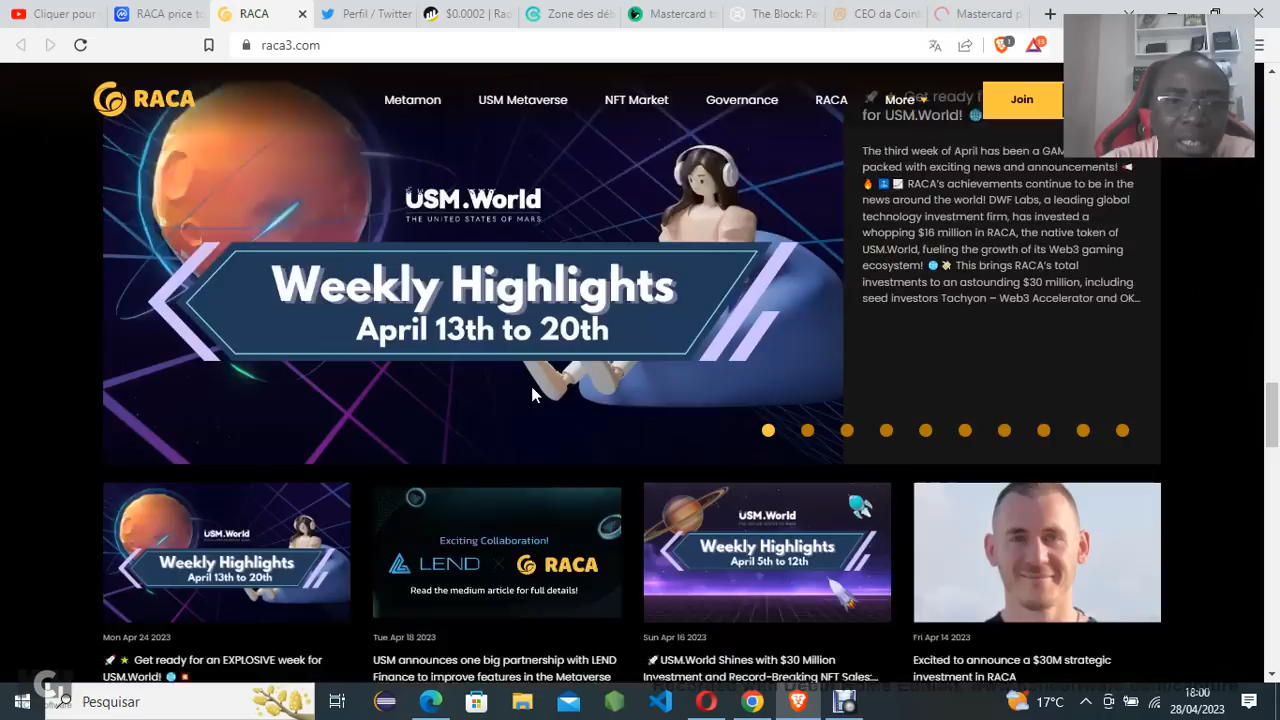 Cliquer pour
RACA price to
RACA
Perfil / Twitter
$0.0002 | Rad
Zone des déb
Mastercard to
The Block: Pa
CEO da Coin
Mastercard p
raca3.com
1
13
RACA
Metamon
USM Metaverse
NFT Market
Governance
RACA
More
Join
Get ready f
for USM.World!
The third week of April has been a GAM
packed with exciting news and announcements!
RACA's achievements continue to be in the
news around the world! DWF Labs, a leading global
technology investment firm, has invested a
whopping $16 million in RACA, the native token of
USM.World, fueling the growth of its Web3 gaming
ecosystem! This brings RACA's total
investments to an astounding $30 million, including
seed investors Tachyon – Web3 Accelerator and OK...
USM.World
THE UNITED STATES OF MARS
Weekly Highlights
April 13th to 20th
USM.World
Weekly Highlights
April 13th to 20th
Exciting Collaboration!
LEND × RACA
Read the medium article for full details!
USM.World
Weekly Highlights
April 5th to 12th
Mon Apr 24 2023
Tue Apr 18 2023
Sun Apr 16 2023
Fri Apr 14 2023
Get ready for an EXPLOSIVE week for
USM.World!
USM announces one big partnership with LEND
Finance to improve features in the Metaverse
USM.World Shines with $30 Million
Investment and Record-Breaking NFT Sales:...
Excited to announce a $30M strategic
investment in RACA
Pesquisar
17°C
18:00
28/04/2023